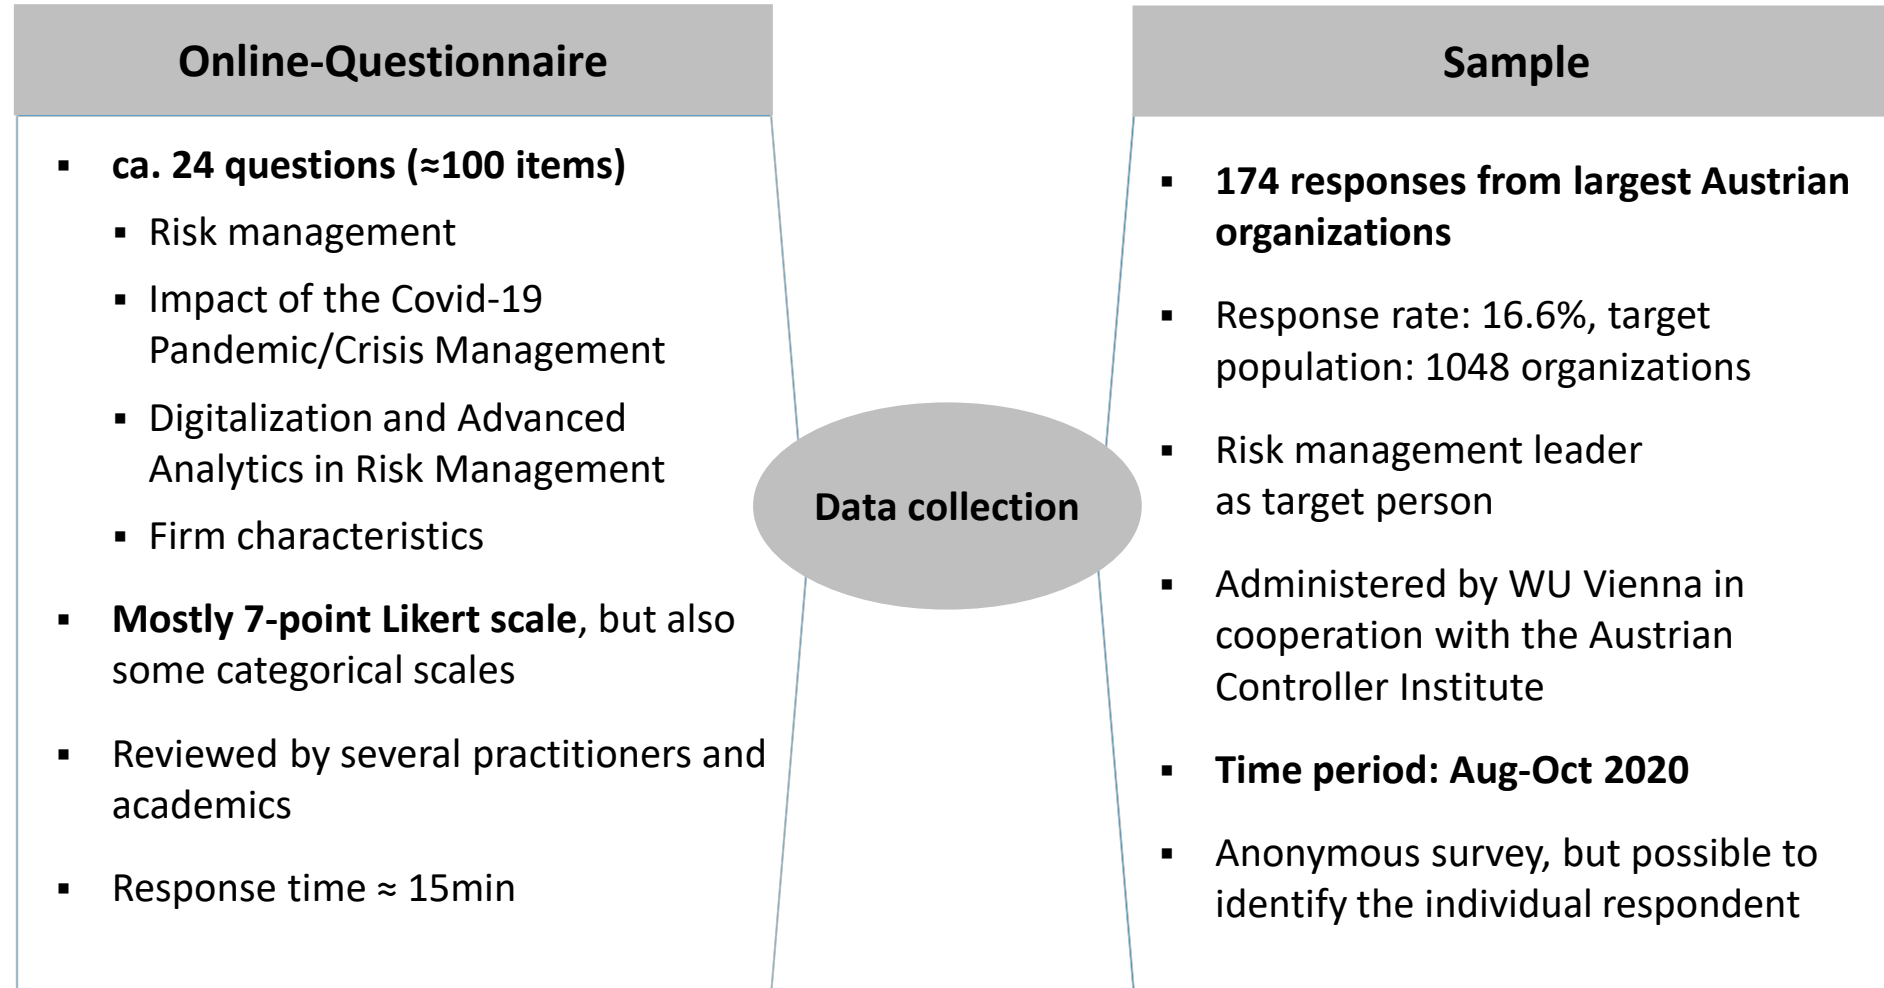 Online-Questionnaire
▪ ca. 24 questions (≈100 items)
▪ Risk management
▪ Impact of the Covid-19
Pandemic/Crisis Management
▪ Digitalization and Advanced
Analytics in Risk Management
▪ Firm characteristics
▪ Mostly 7-point Likert scale, but also
some categorical scales
▪ Reviewed by several practitioners and
academics
▪ Response time ≈ 15min
Data collection
Sample
▪ 174 responses from largest Austrian
organizations
▪ Response rate: 16.6%, target
population: 1048 organizations
▪ Risk management leader
as target person
▪ Administered by WU Vienna in
cooperation with the Austrian
Controller Institute
▪ Time period: Aug-Oct 2020
▪ Anonymous survey, but possible to
identify the individual respondent